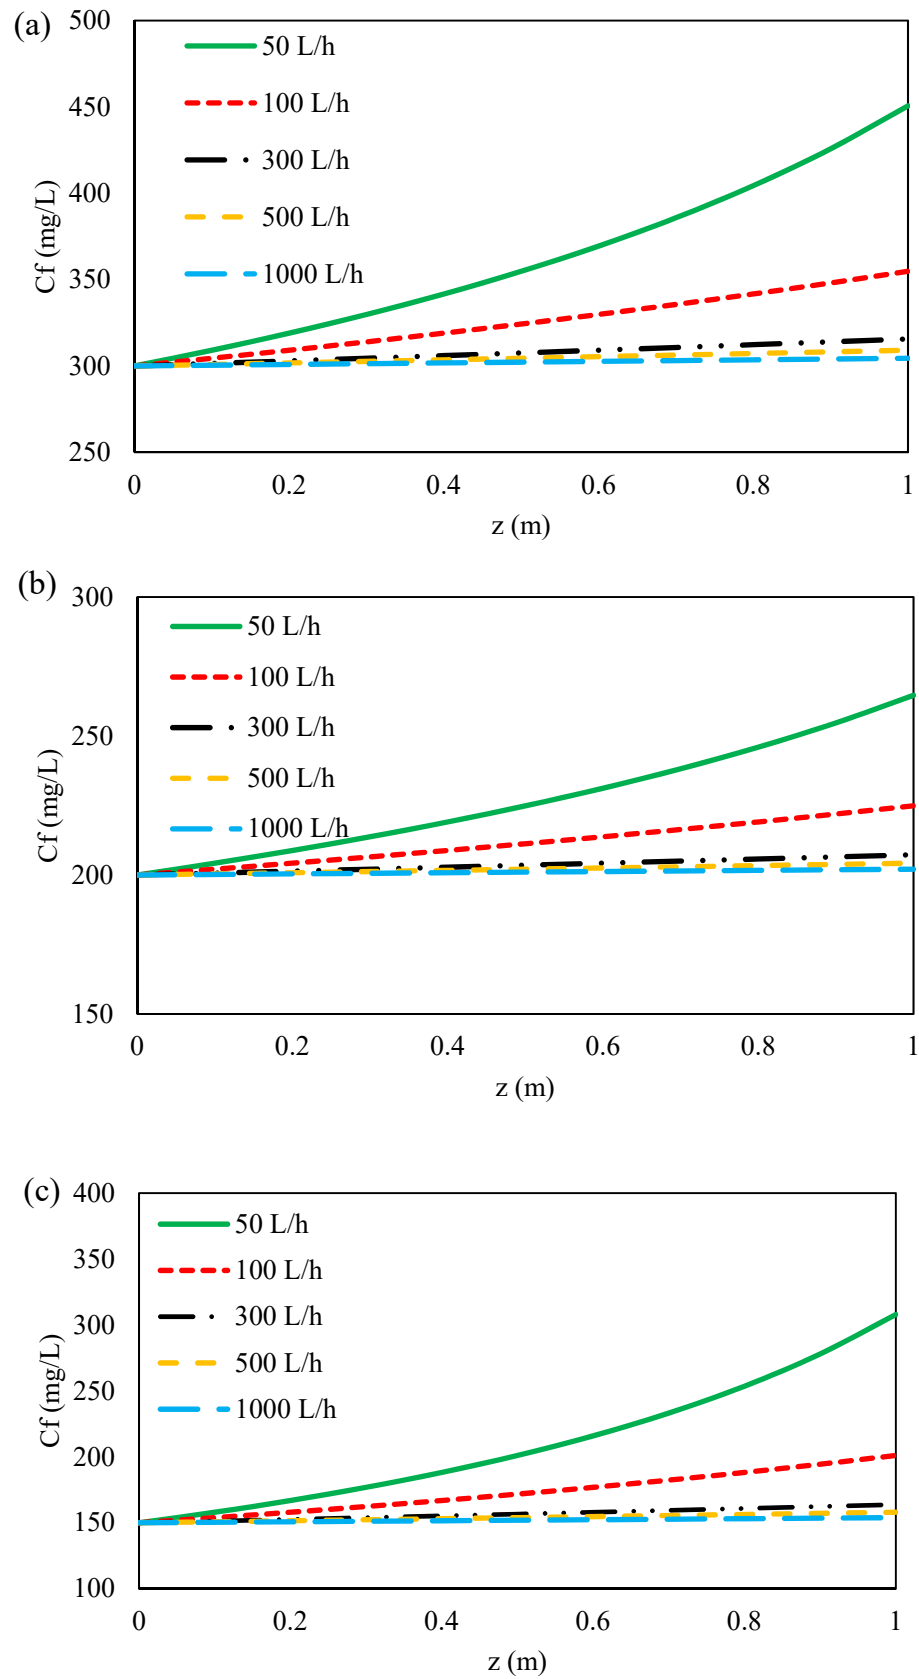 (a)
500
450
400
350
300
250
Cf (mg/L)
50 L/h
100 L/h
300 L/h
500 L/h
1000 L/h
0 0.2 0.4 0.6 0.8 1
z (m)
(b)
300
250
200
150
Cf (mg/L)
50 L/h
100 L/h
300 L/h
500 L/h
1000 L/h
0 0.2 0.4 0.6 0.8 1
z (m)
(c)
400
350
300
250
200
150
100
Cf (mg/L)
50 L/h
100 L/h
300 L/h
500 L/h
1000 L/h
0 0.2 0.4 0.6 0.8 1
z (m)